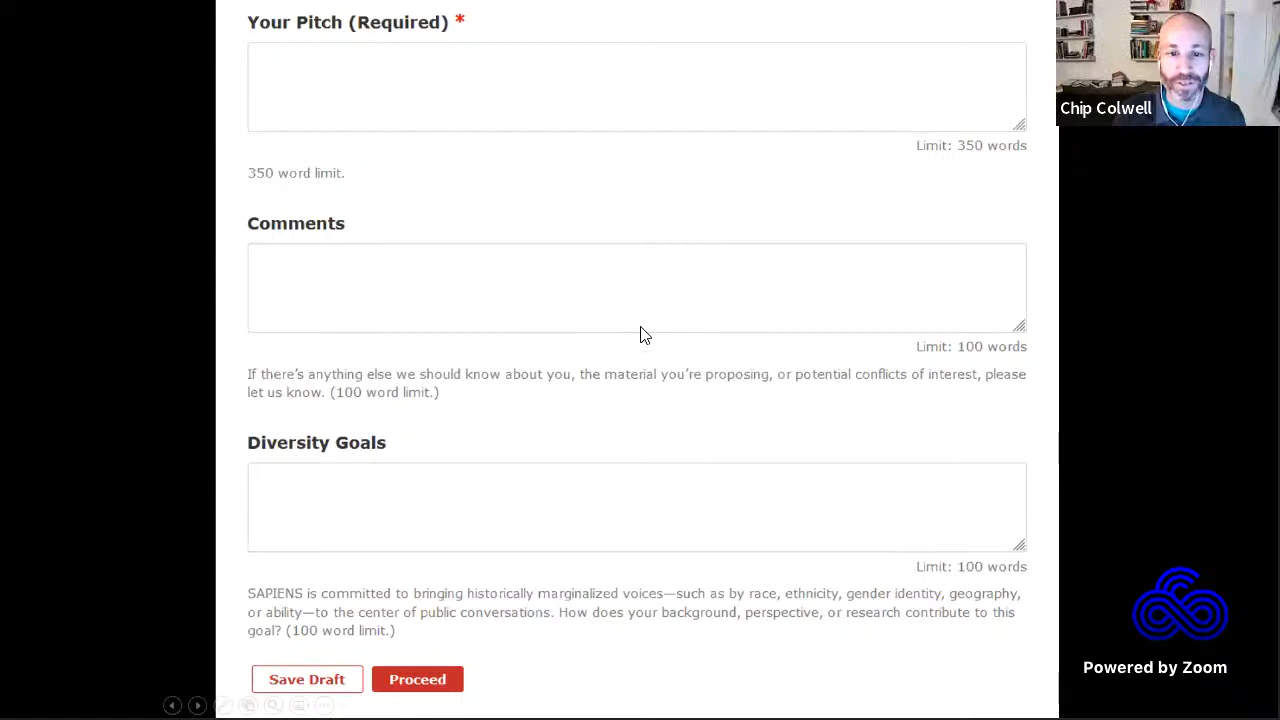 Your Pitch (Required) *
Limit: 350 words
350 word limit.
Comments
Limit: 100 words
If there's anything else we should know about you, the material you're proposing, or potential conflicts of interest, please
let us know. (100 word limit.)
Diversity Goals
Limit: 100 words
SAPIENS is committed to bringing historically marginalized voices—such as by race, ethnicity, gender identity, geography,
or ability—to the center of public conversations. How does your background, perspective, or research contribute to this
goal? (100 word limit.)
Save Draft
Proceed
Chip Colwell
Powered by Zoom